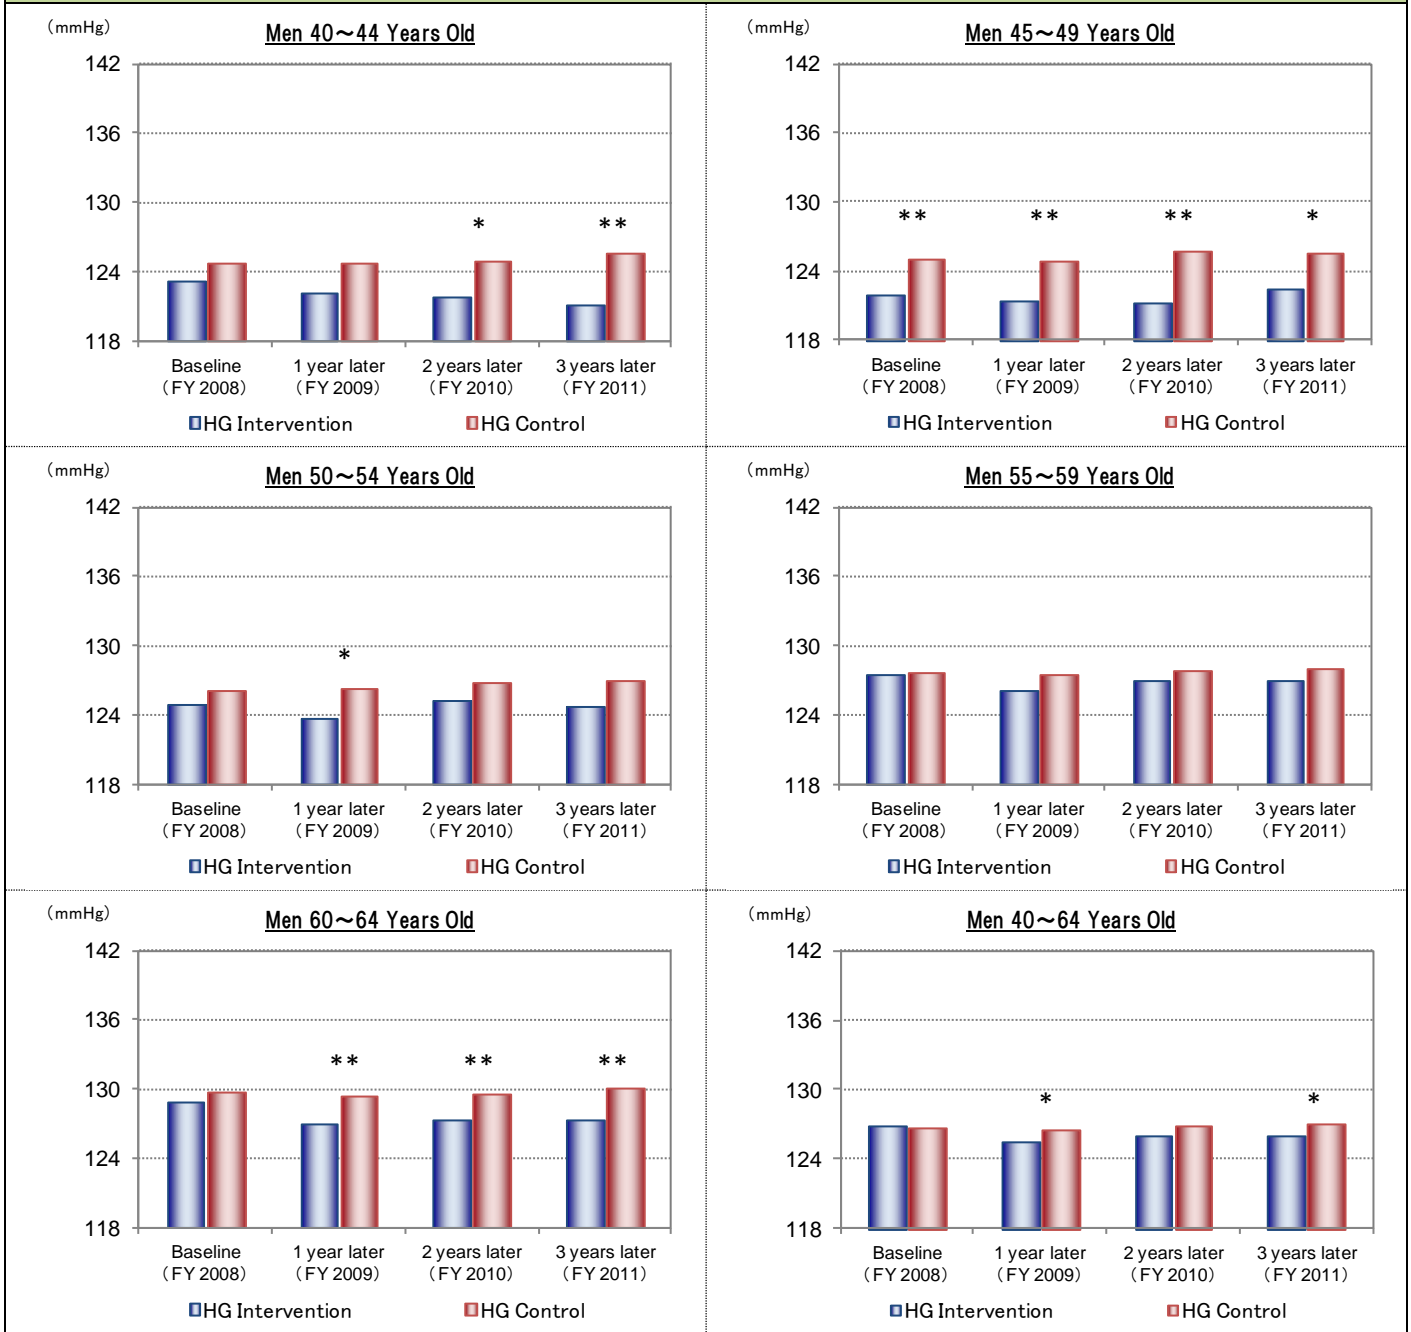 （mmHg）
Men 40～44 Years Old
142
136
130
124
118
*
**
Baseline
（FY 2008）
1 year later
（FY 2009）
2 years later
（FY 2010）
3 years later
（FY 2011）
HG Intervention
HG Control
（mmHg）
Men 45～49 Years Old
142
136
130
124
118
**
**
**
*
Baseline
（FY 2008）
1 year later
（FY 2009）
2 years later
（FY 2010）
3 years later
（FY 2011）
HG Intervention
HG Control
（mmHg）
Men 50～54 Years Old
142
136
130
124
118
*
Baseline
（FY 2008）
1 year later
（FY 2009）
2 years later
（FY 2010）
3 years later
（FY 2011）
HG Intervention
HG Control
（mmHg）
Men 55～59 Years Old
142
136
130
124
118
Baseline
（FY 2008）
1 year later
（FY 2009）
2 years later
（FY 2010）
3 years later
（FY 2011）
HG Intervention
HG Control
（mmHg）
Men 60～64 Years Old
142
136
130
124
118
**
**
**
Baseline
（FY 2008）
1 year later
（FY 2009）
2 years later
（FY 2010）
3 years later
（FY 2011）
HG Intervention
HG Control
（mmHg）
Men 40～64 Years Old
142
136
130
124
118
*
*
Baseline
（FY 2008）
1 year later
（FY 2009）
2 years later
（FY 2010）
3 years later
（FY 2011）
HG Intervention
HG Control